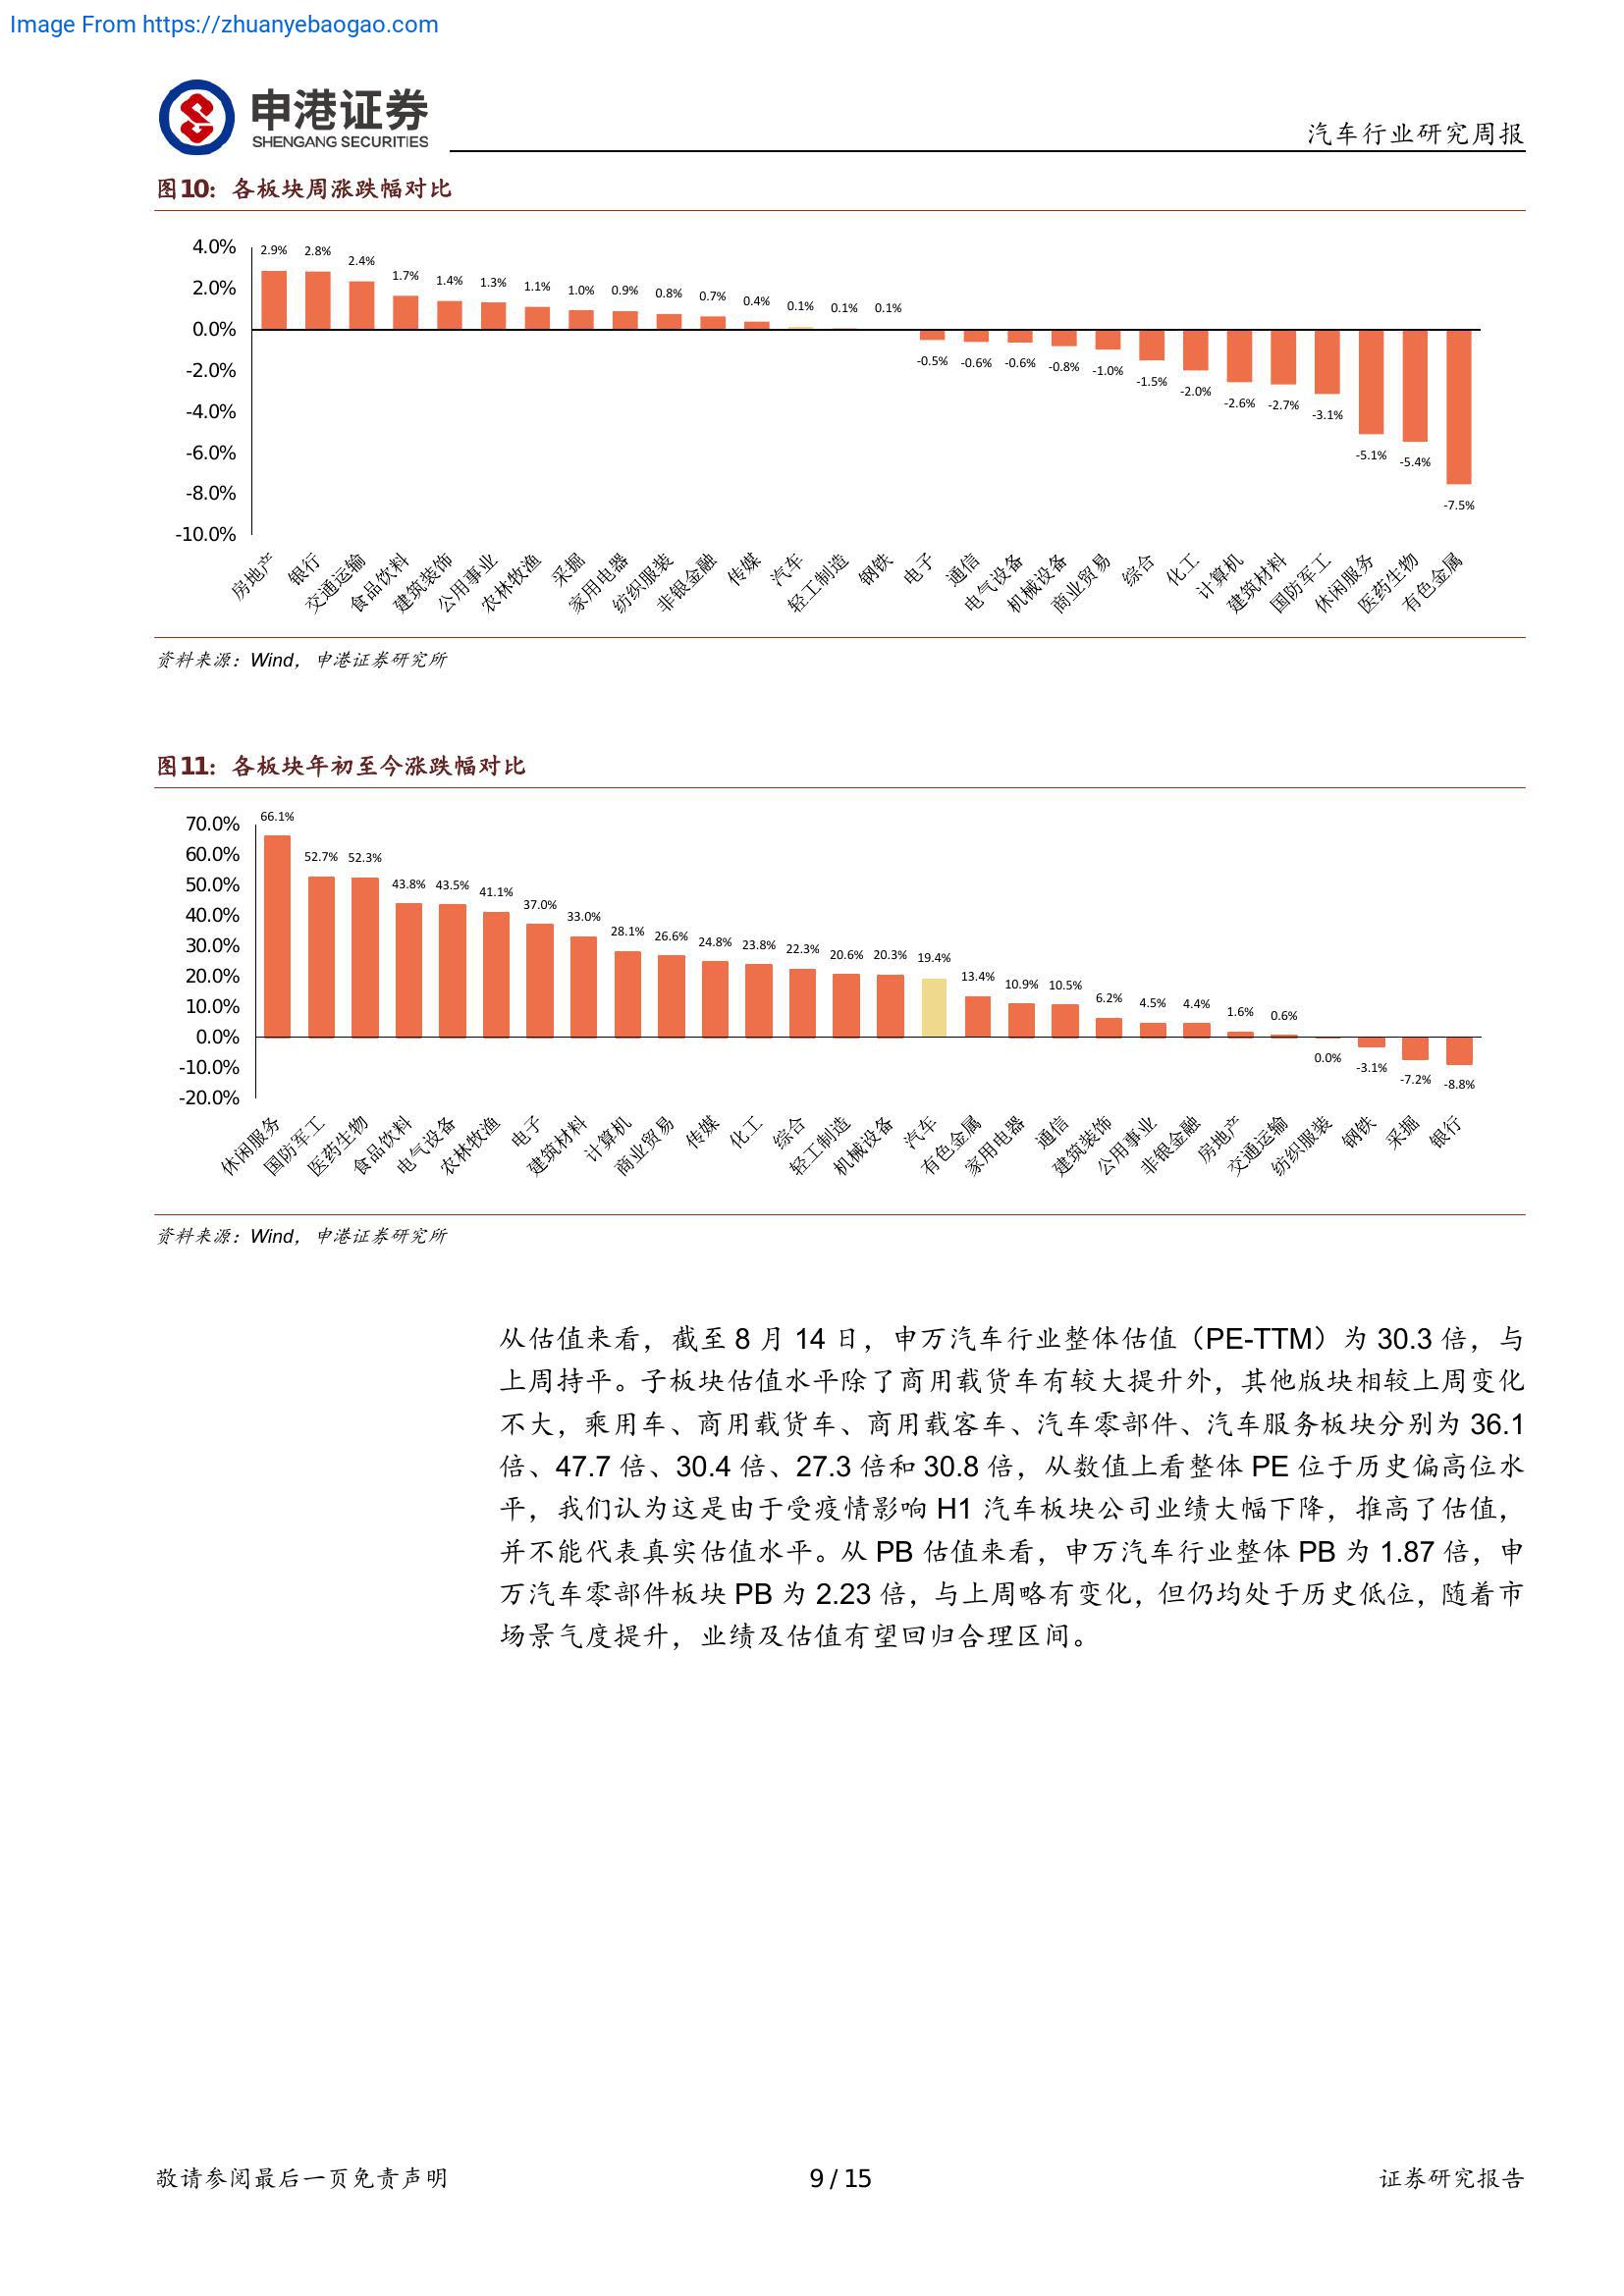 Image From https://zhuanyebaogao.com
申港证券
SHENGANG SECURITIES
汽车行业研究周报
图10：各板块周涨跌幅对比
4.0%
2.0%
0.0%
-2.0%
-4.0%
-6.0%
-8.0%
-10.0%
2.9% 2.8% 2.4% 1.7% 1.4% 1.3% 1.1% 1.0% 0.9% 0.8% 0.7% 0.4% 0.1% 0.1% 0.1% -0.5% -0.6% -0.6% -0.8% -1.0% -1.5% -2.0% -2.6% -2.7% -3.1% -5.1% -5.4% -7.5%
房地产 银行 交通运输 食品饮料 建筑装饰 公用事业 农林牧渔 采掘 家用电器 纺织服装 非银金融 传媒 汽车 轻工制造 钢铁 电子 通信 电气设备 机械设备 商业贸易 综合 化工 计算机 建筑材料 国防军工 休闲服务 医药生物 有色金属
资料来源：Wind，申港证券研究所
图11：各板块年初至今涨跌幅对比
70.0%
60.0%
50.0%
40.0%
30.0%
20.0%
10.0%
0.0%
-10.0%
-20.0%
66.1% 52.7% 52.3% 43.8% 43.5% 41.1% 37.0% 33.0% 28.1% 26.6% 24.8% 23.8% 22.3% 20.6% 20.3% 19.4% 13.4% 10.9% 10.5% 6.2% 4.5% 4.4% 1.6% 0.6% 0.0% -3.1% -7.2% -8.8%
休闲服务 国防军工 医药生物 食品饮料 电气设备 农林牧渔 电子 建筑材料 计算机 商业贸易 传媒 化工 综合 轻工制造 机械设备 汽车 有色金属 家用电器 通信 建筑装饰 公用事业 非银金融 房地产 交通运输 纺织服装 钢铁 采掘 银行
资料来源：Wind，申港证券研究所
从估值来看，截至 8 月 14 日，申万汽车行业整体估值（PE-TTM）为 30.3 倍，与
上周持平。子板块估值水平除了商用载货车有较大提升外，其他版块相较上周变化
不大，乘用车、商用载货车、商用载客车、汽车零部件、汽车服务板块分别为 36.1
倍、47.7 倍、30.4 倍、27.3 倍和 30.8 倍，从数值上看整体 PE 位于历史偏高位水
平，我们认为这是由于受疫情影响 H1 汽车板块公司业绩大幅下降，推高了估值，
并不能代表真实估值水平。从 PB 估值来看，申万汽车行业整体 PB 为 1.87 倍，申
万汽车零部件板块 PB 为 2.23 倍，与上周略有变化，但仍均处于历史低位，随着市
场景气度提升，业绩及估值有望回归合理区间。
敬请参阅最后一页免责声明
9 / 15
证券研究报告